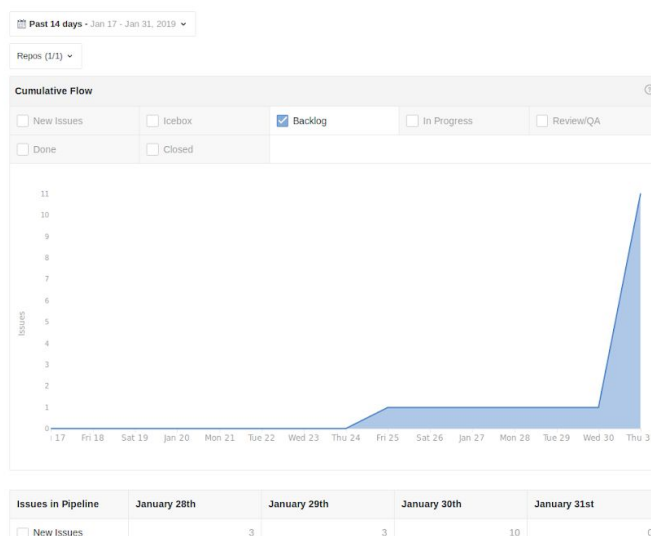 Past 14 days - Jan 17 - Jan 31, 2019
Repos (1/1)
Cumulative Flow
New Issues Icebox Backlog In Progress Review/QA
Done Closed
11
10
9
8
7
6
5
4
3
2
1
0
Issues
17 Fri 18 Sat 19 Jan 20 Mon 21 Tue 22 Wed 23 Thu 24 Fri 25 Sat 26 Jan 27 Mon 28 Tue 29 Wed 30 Thu 3
Issues in Pipeline January 28th January 29th January 30th January 31st
New Issues 3 3 10 0